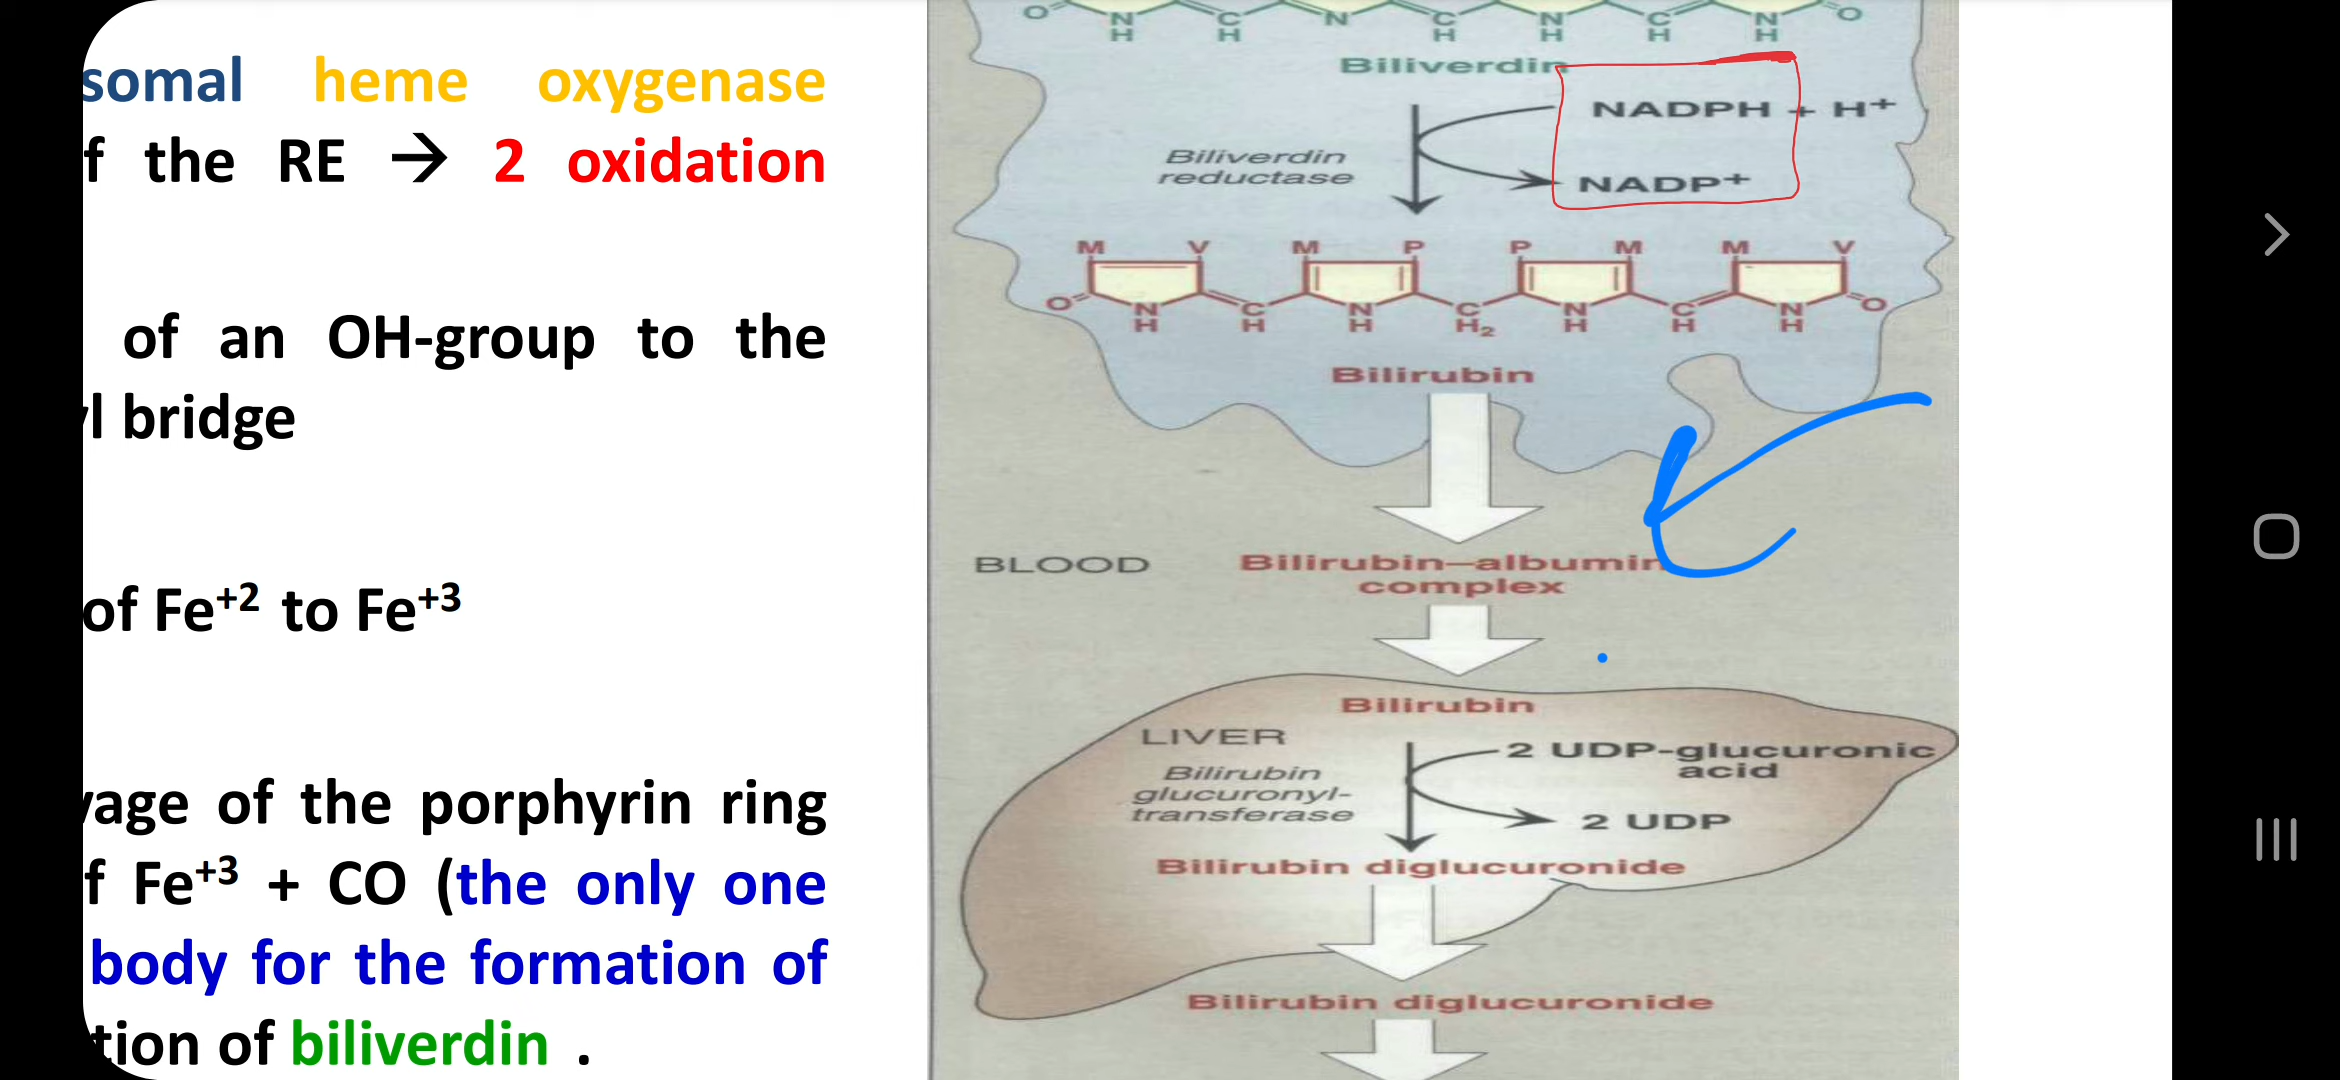 somal heme oxygenase
f the RE → 2 oxidation
of an OH-group to the
l bridge
of Fe+2 to Fe+3
age of the porphyrin ring
f Fe+3 + CO (the only one
body for the formation of
tion of biliverdin .
O N H C H N C H N H C H N H O
Biliverdin
NADPH + H+
Biliverdin
reductase
NADP+
M V M P P M M V
O N H C H N H C H2 N H C H N H O
Bilirubin
BLOOD
Bilirubin–albumin
complex
Bilirubin
LIVER
2 UDP-glucuronic
acid
Bilirubin
glucuronyl-
transferase
2 UDP
Bilirubin diglucuronide
Bilirubin diglucuronide